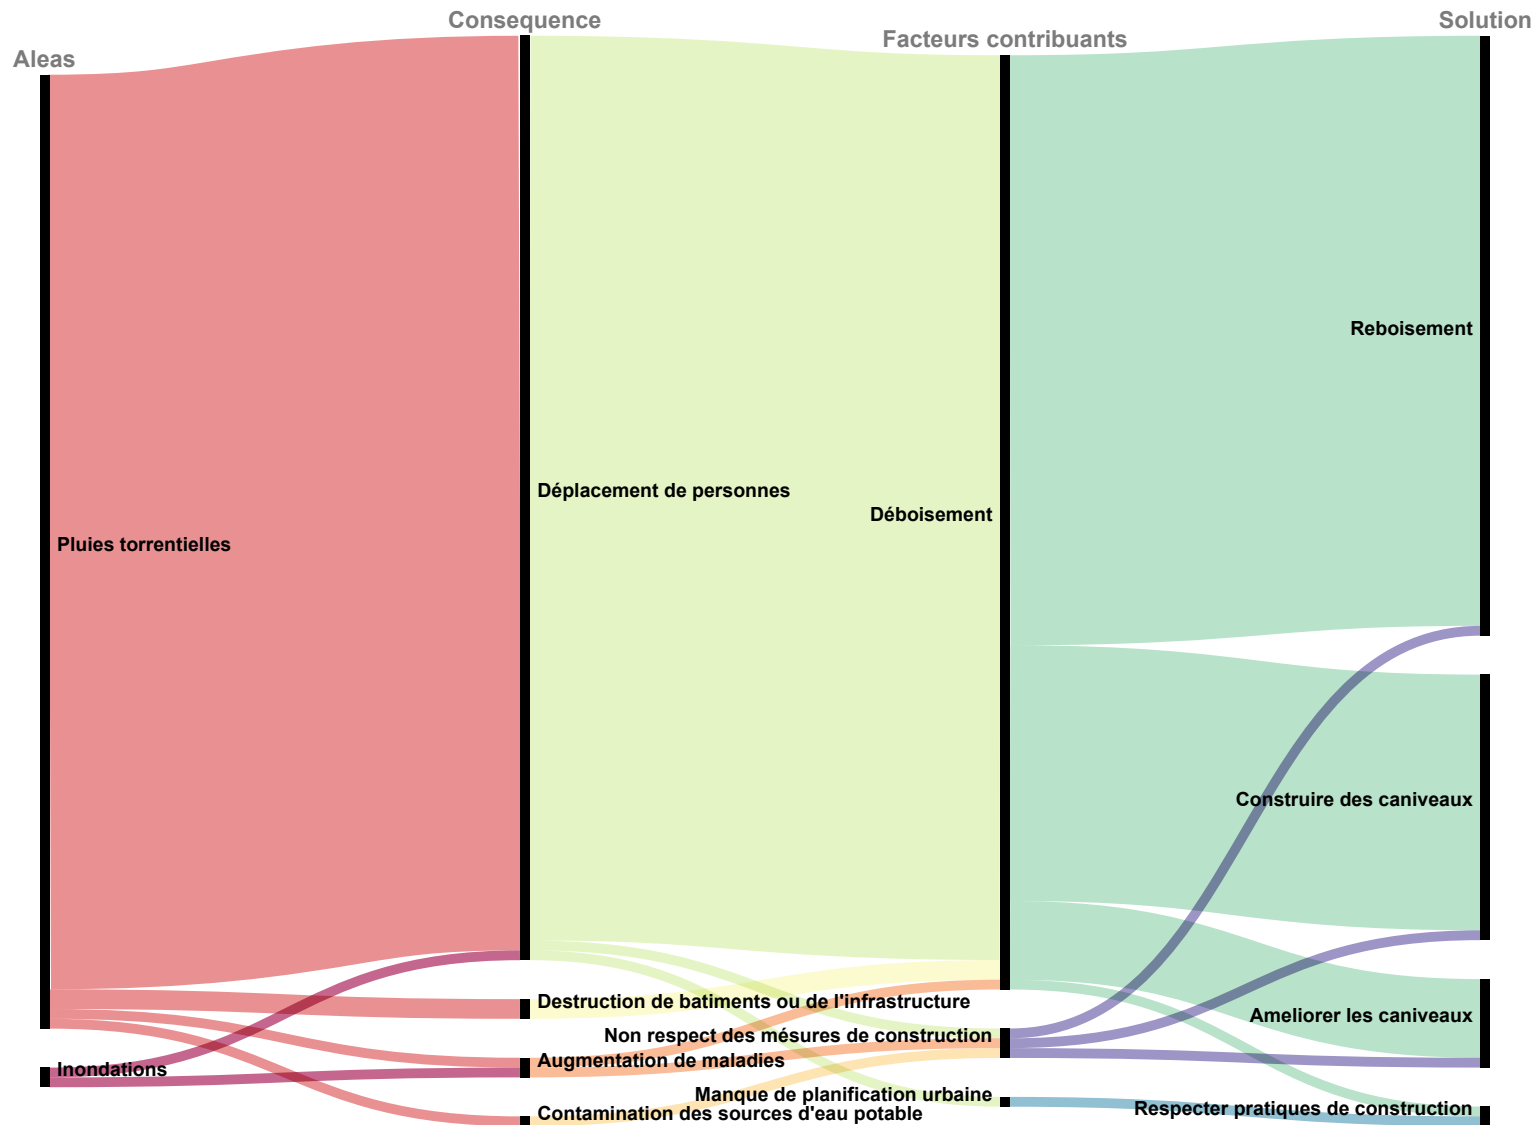 Aleas
Consequence
Facteurs contribuants
Solution
Pluies torrentielles
Inondations
Déplacement de personnes
Destruction de batiments ou de l'infrastructure
Augmentation de maladies
Contamination des sources d'eau potable
Déboisement
Non respect des mésures de construction
Manque de planification urbaine
Reboisement
Construire des caniveaux
Ameliorer les caniveaux
Respecter pratiques de construction